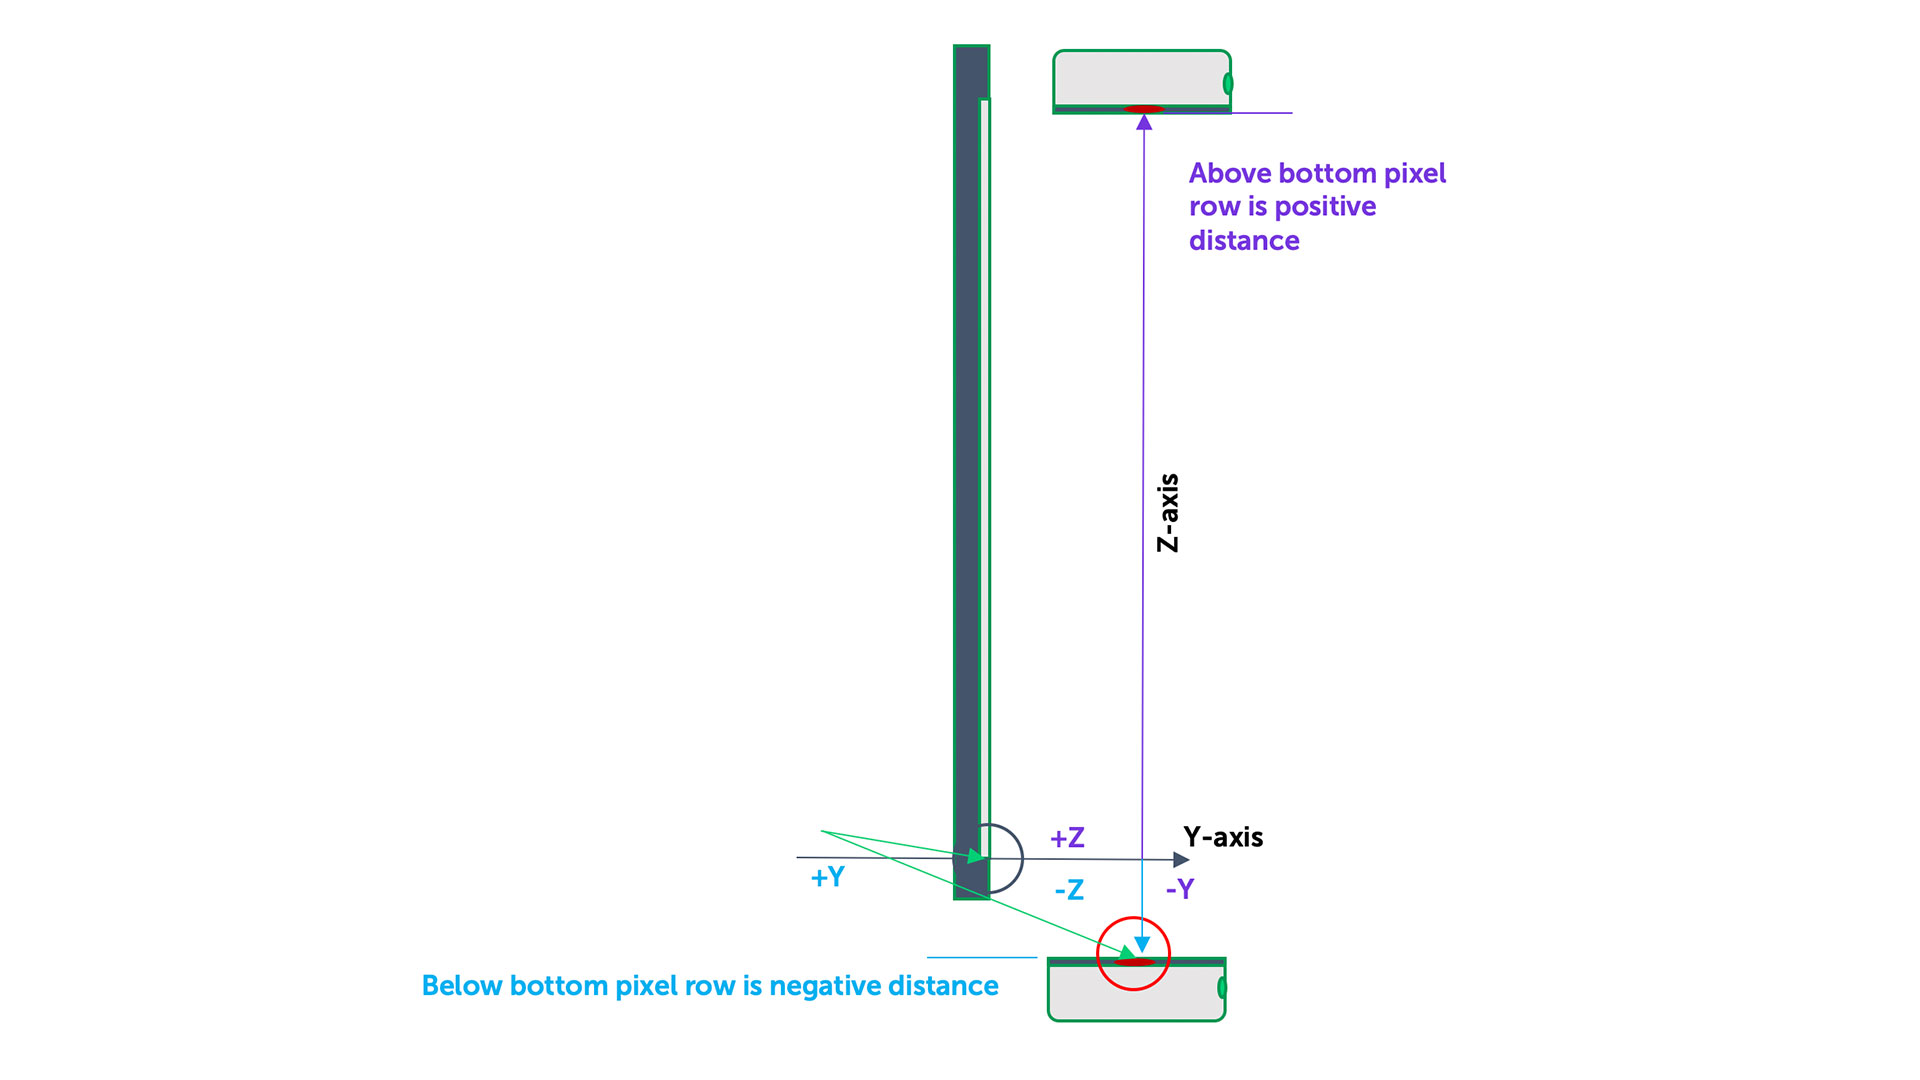 Above bottom pixel
row is positive
distance
Z-axis
+Z
Y-axis
+Y
-Z
-Y
Below bottom pixel row is negative distance